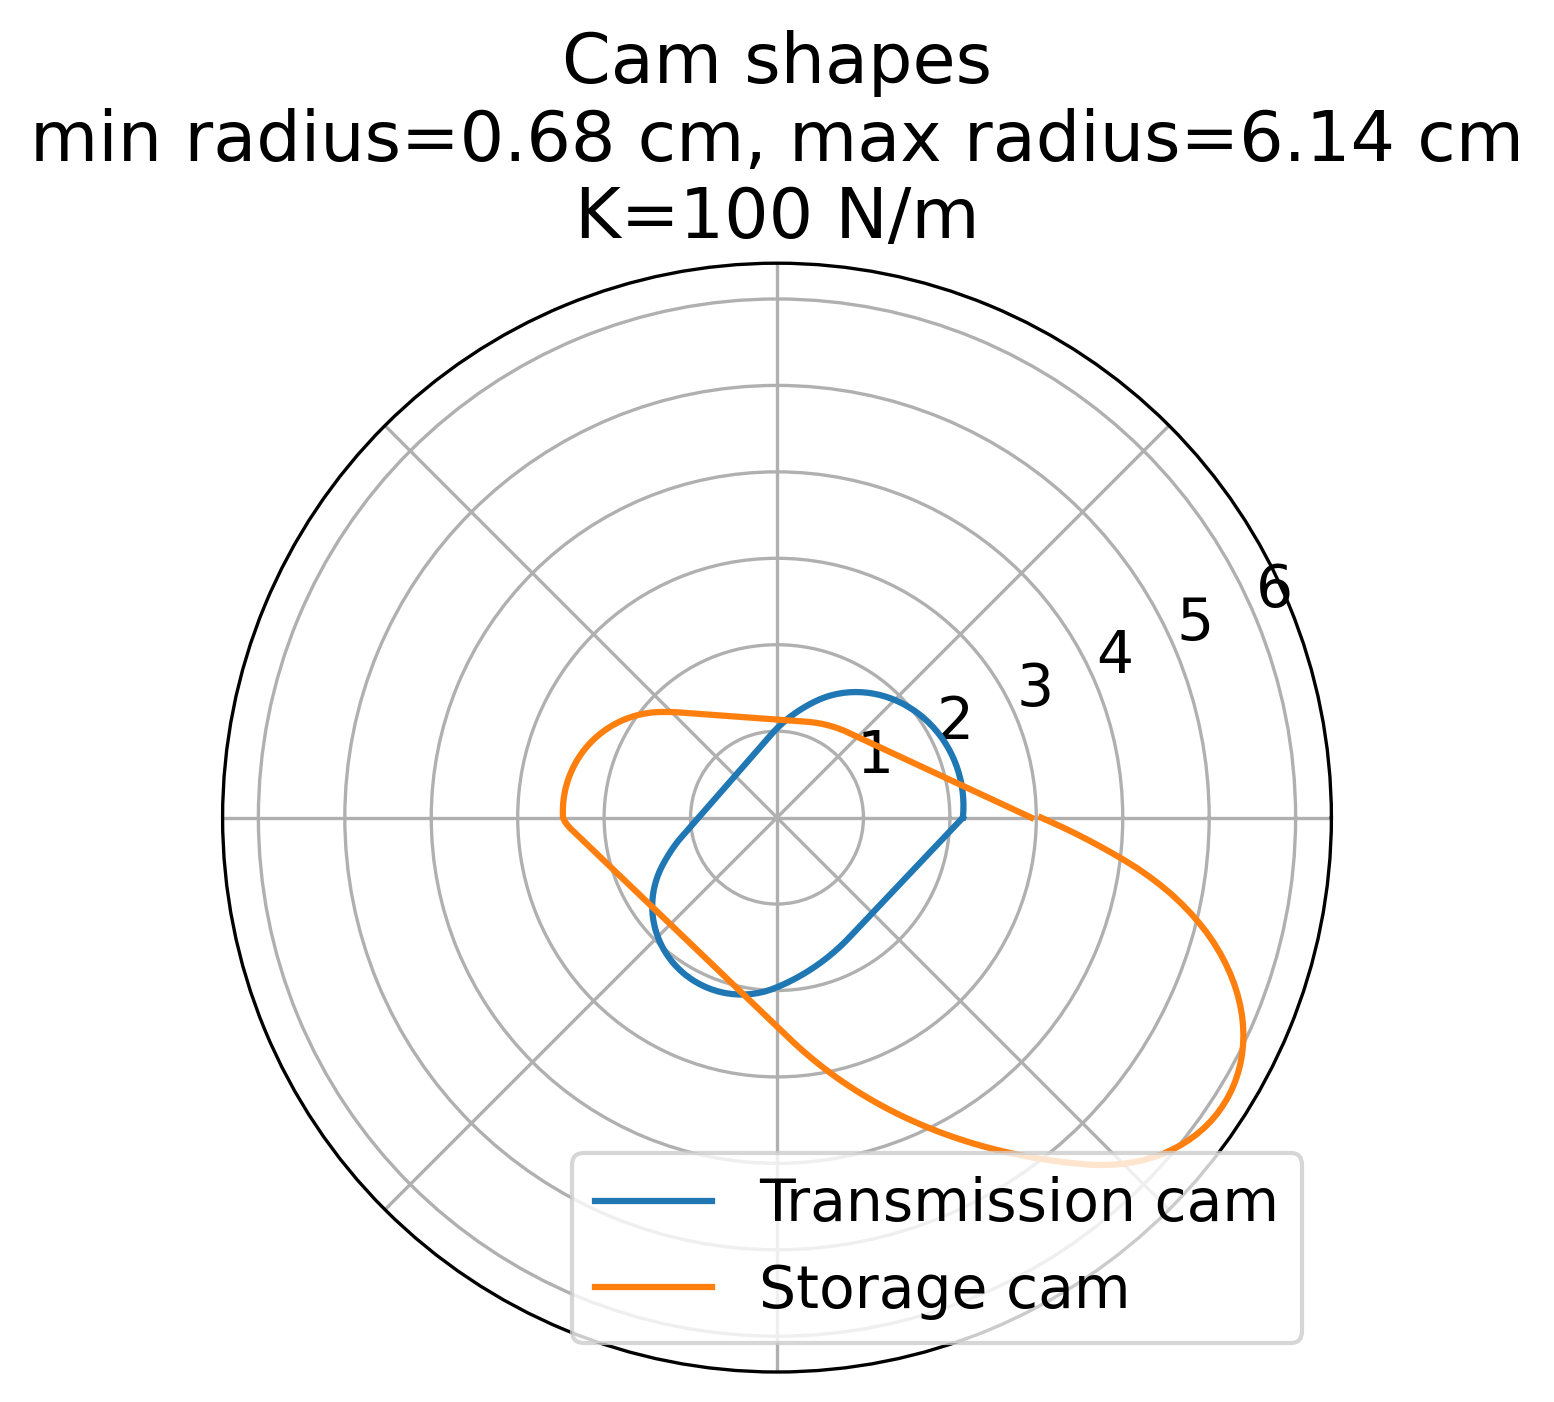 Cam shapes
min radius=0.68 cm, max radius=6.14 cm
K=100 N/m
6
5
4
3
2
1
Transmission cam
Storage cam